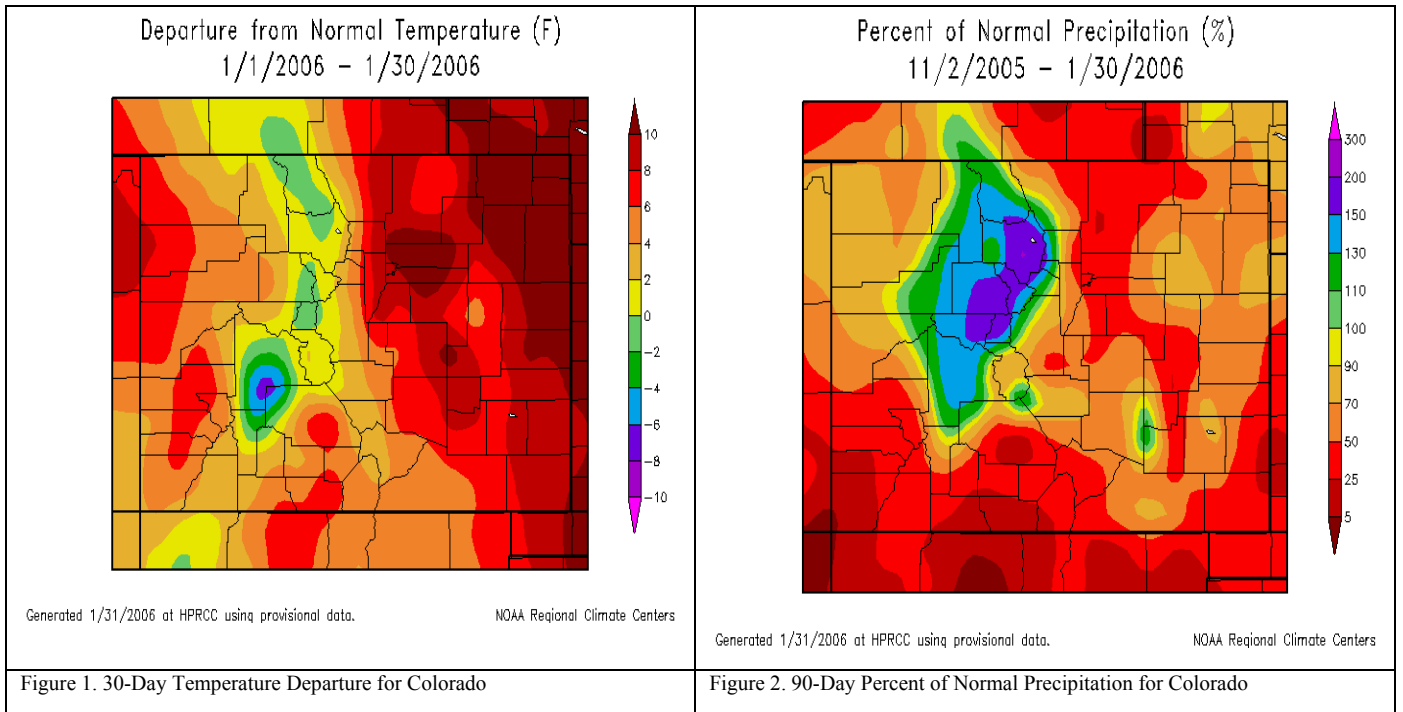 Departure from Normal Temperature (F)
1/1/2006 – 1/30/2006
10
8
6
4
2
0
−2
−4
−6
−8
−10
Generated 1/31/2006 at HPRCC using provisional data.
NOAA Regional Climate Centers
Figure 1. 30-Day Temperature Departure for Colorado
Percent of Normal Precipitation (%)
11/2/2005 – 1/30/2006
300
200
150
130
110
100
90
70
50
25
5
Generated 1/31/2006 at HPRCC using provisional data.
NOAA Regional Climate Centers
Figure 2. 90-Day Percent of Normal Precipitation for Colorado